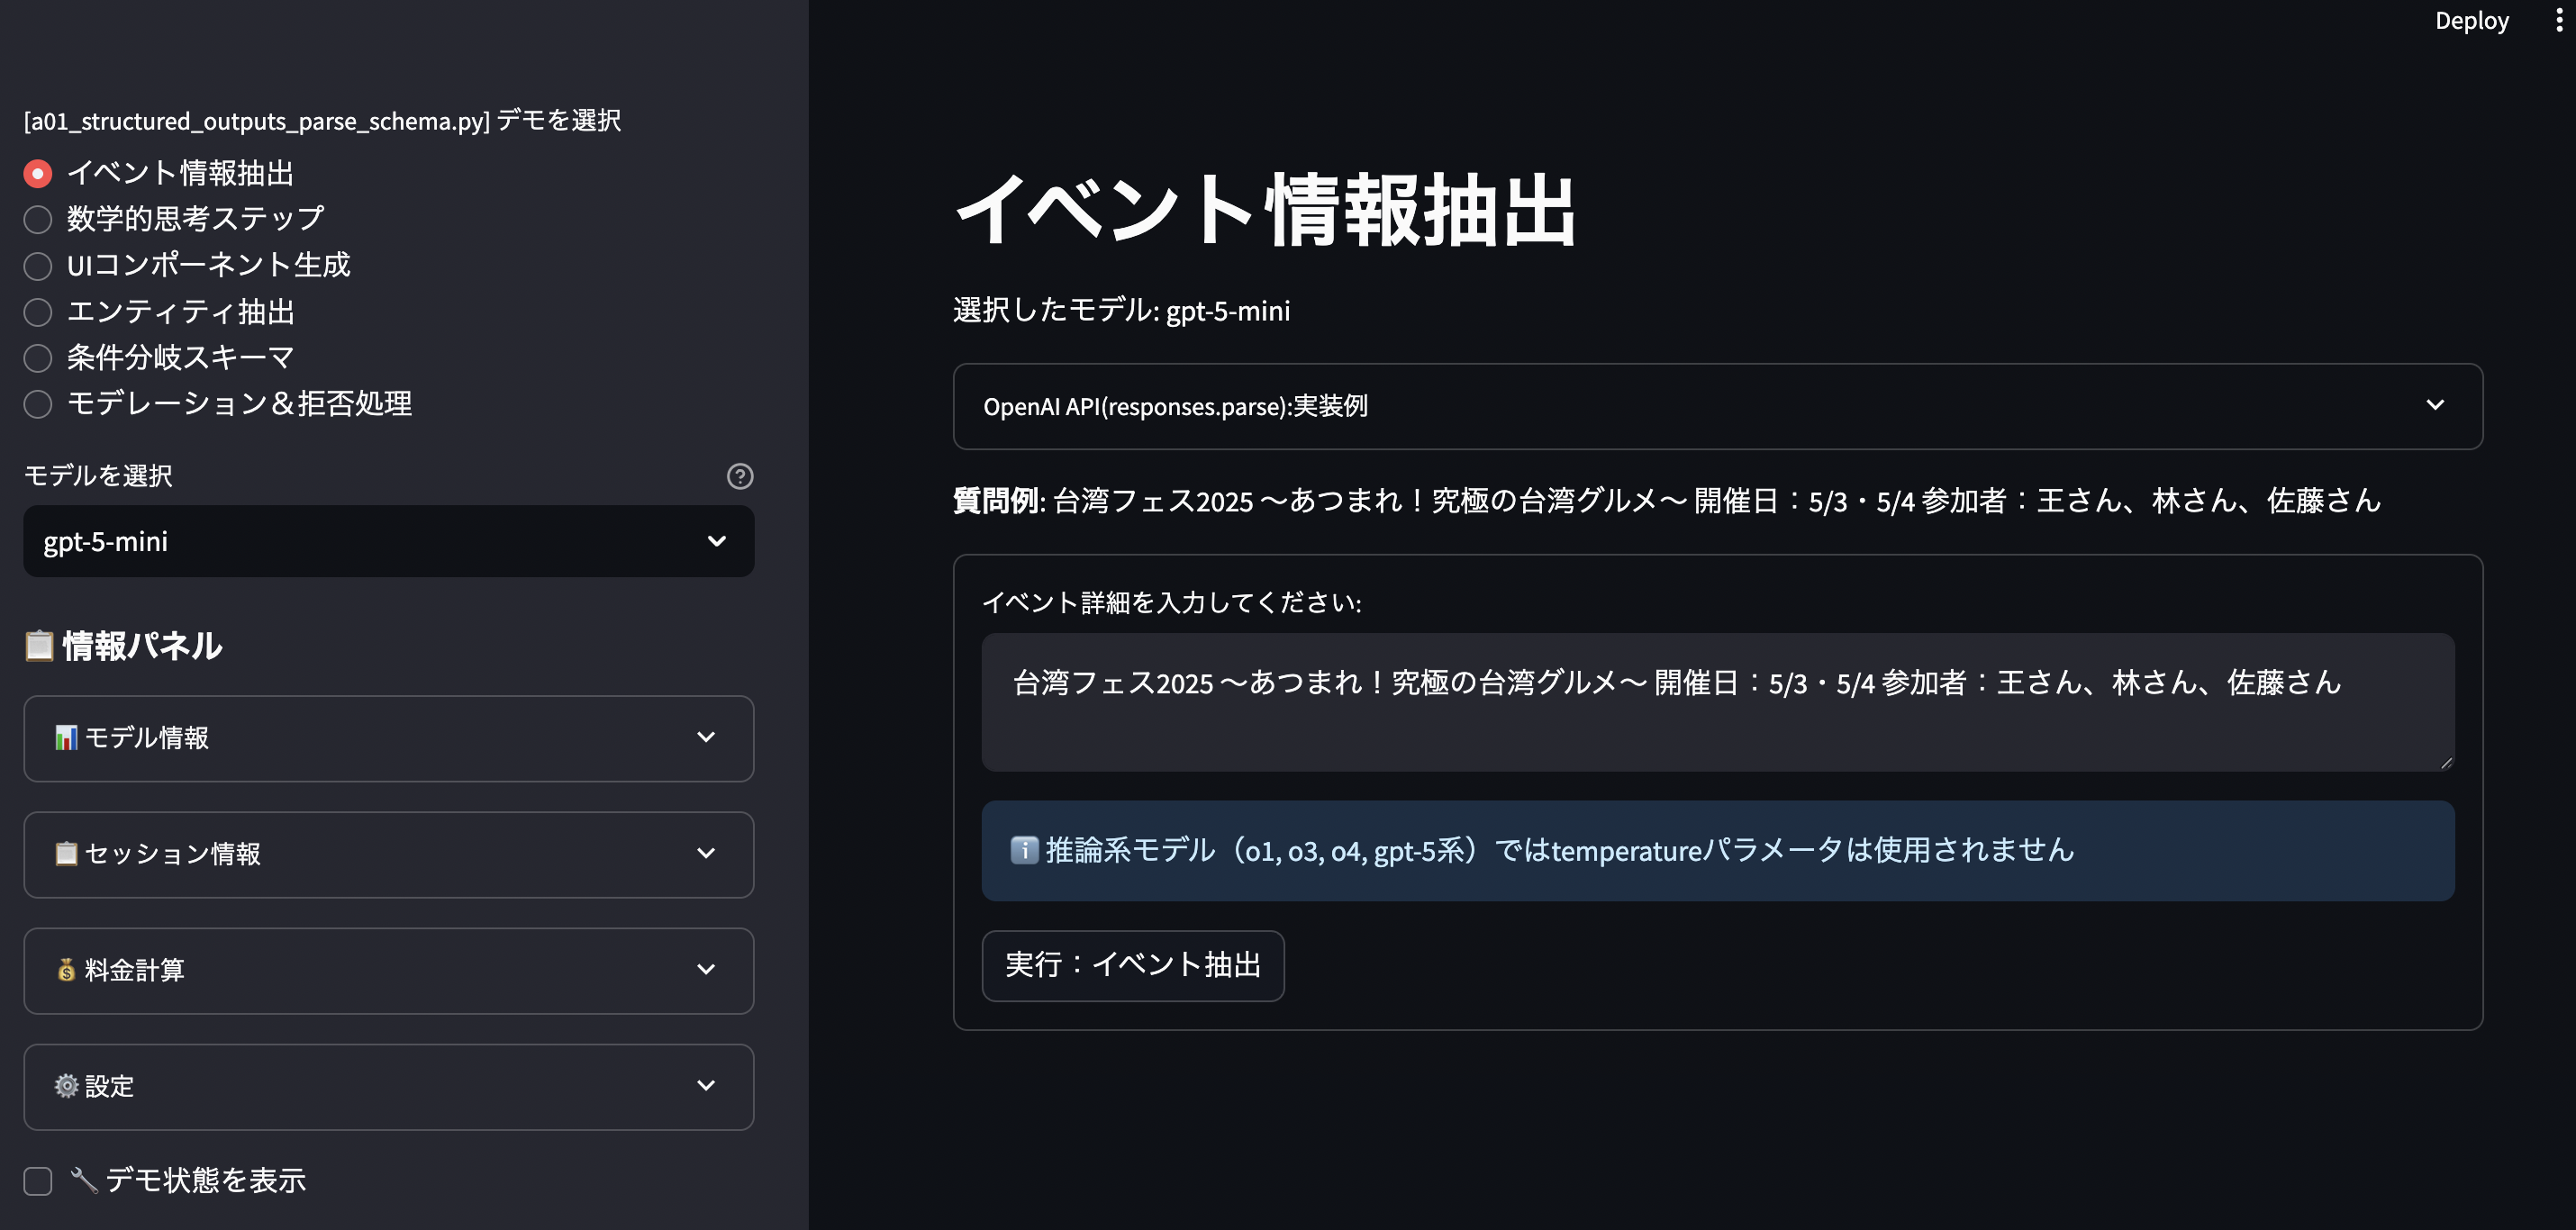 Deploy
[a01_structured_outputs_parse_schema.py] デモを選択
イベント情報抽出
数学的思考ステップ
UIコンポーネント生成
エンティティ抽出
条件分岐スキーマ
モデレーション＆拒否処理
モデルを選択
gpt-5-mini
情報パネル
モデル情報
セッション情報
料金計算
設定
デモ状態を表示
イベント情報抽出
選択したモデル: gpt-5-mini
OpenAI API(responses.parse):実装例
質問例: 台湾フェス2025 〜あつまれ！究極の台湾グルメ〜 開催日：5/3・5/4 参加者：王さん、林さん、佐藤さん
イベント詳細を入力してください:
台湾フェス2025 〜あつまれ！究極の台湾グルメ〜 開催日：5/3・5/4 参加者：王さん、林さん、佐藤さん
推論系モデル（o1, o3, o4, gpt-5系）ではtemperatureパラメータは使用されません
実行：イベント抽出